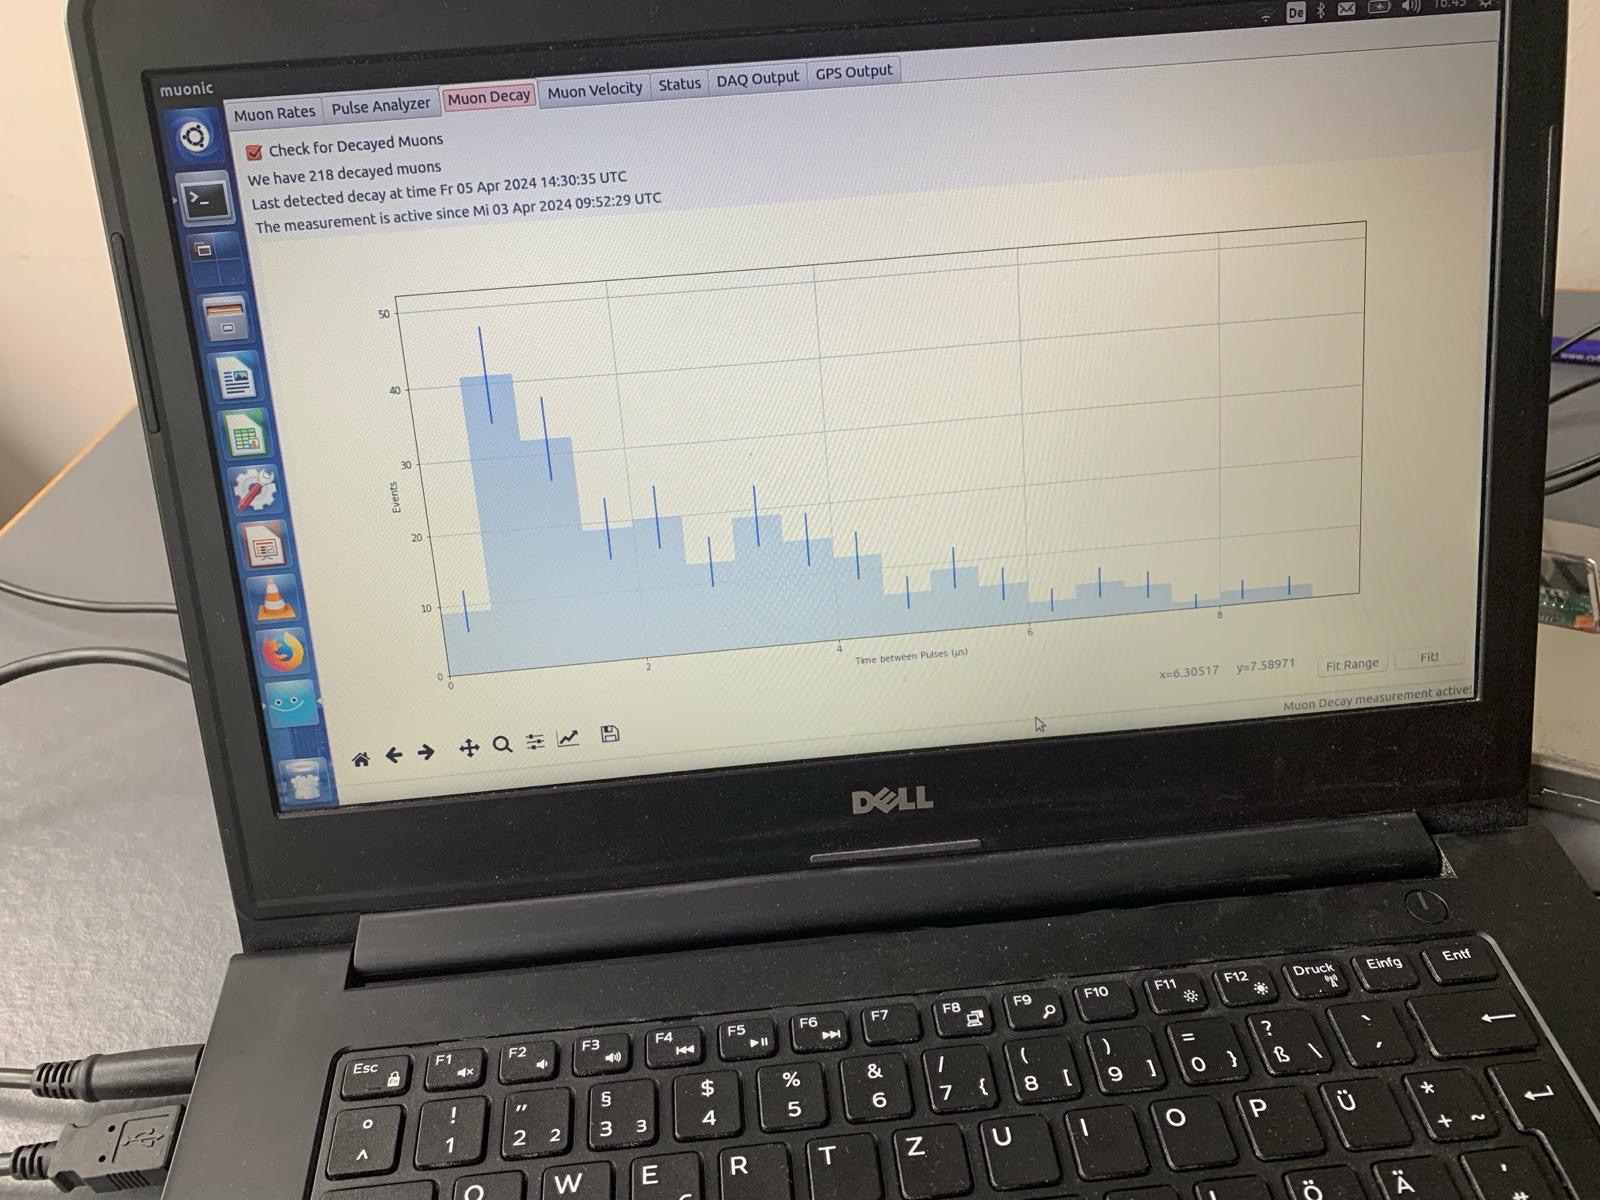 muonic
De
16:45
Muon Rates Pulse Analyzer Muon Decay Muon Velocity Status DAQ Output GPS Output
Check for Decayed Muons
We have 218 decayed muons
Last detected decay at time Fr 05 Apr 2024 14:30:35 UTC
The measurement is active since Mi 03 Apr 2024 09:52:29 UTC
50
40
30
20
10
0
Events
0 2 4 6 8
Time between Pulses (µs)
x=6.30517 y=7.58971 Fit Range Fit!
Muon Decay measurement active!
DELL
Esc F1 F2 F3 F4 F5 F6 F7 F8 F9 F10 F11 F12 Druck Einfg Entf
° ! " § $ % & / ( ) = ? ` 
^ 1 2 2 3 3 4 5 6 7 { 8 [ 9 ] 0 } ß \ ´
W E R T Z U I O P Ü * + ~
Ö Ä ' #